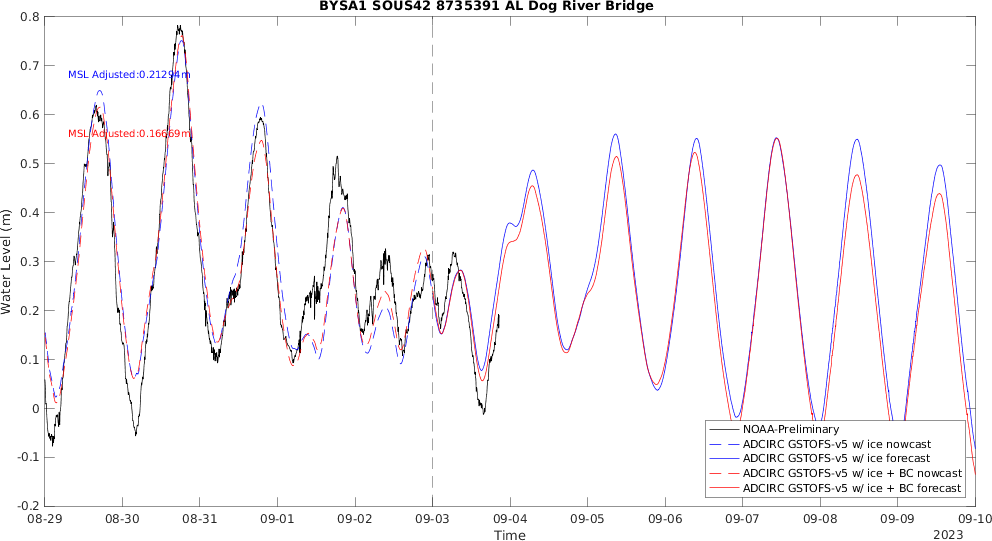 BYSA1 SOUS42 8735391 AL Dog River Bridge
0.8
0.7
0.6
0.5
0.4
0.3
0.2
0.1
0
-0.1
-0.2
Water Level (m)
MSL Adjusted:0.21294m
MSL Adjusted:0.16669m
NOAA-Preliminary
ADCIRC GSTOFS-v5 w/ ice nowcast
ADCIRC GSTOFS-v5 w/ ice forecast
ADCIRC GSTOFS-v5 w/ ice + BC nowcast
ADCIRC GSTOFS-v5 w/ ice + BC forecast
08-29 08-30 08-31 09-01 09-02 09-03 09-04 09-05 09-06 09-07 09-08 09-09 09-10
Time
2023